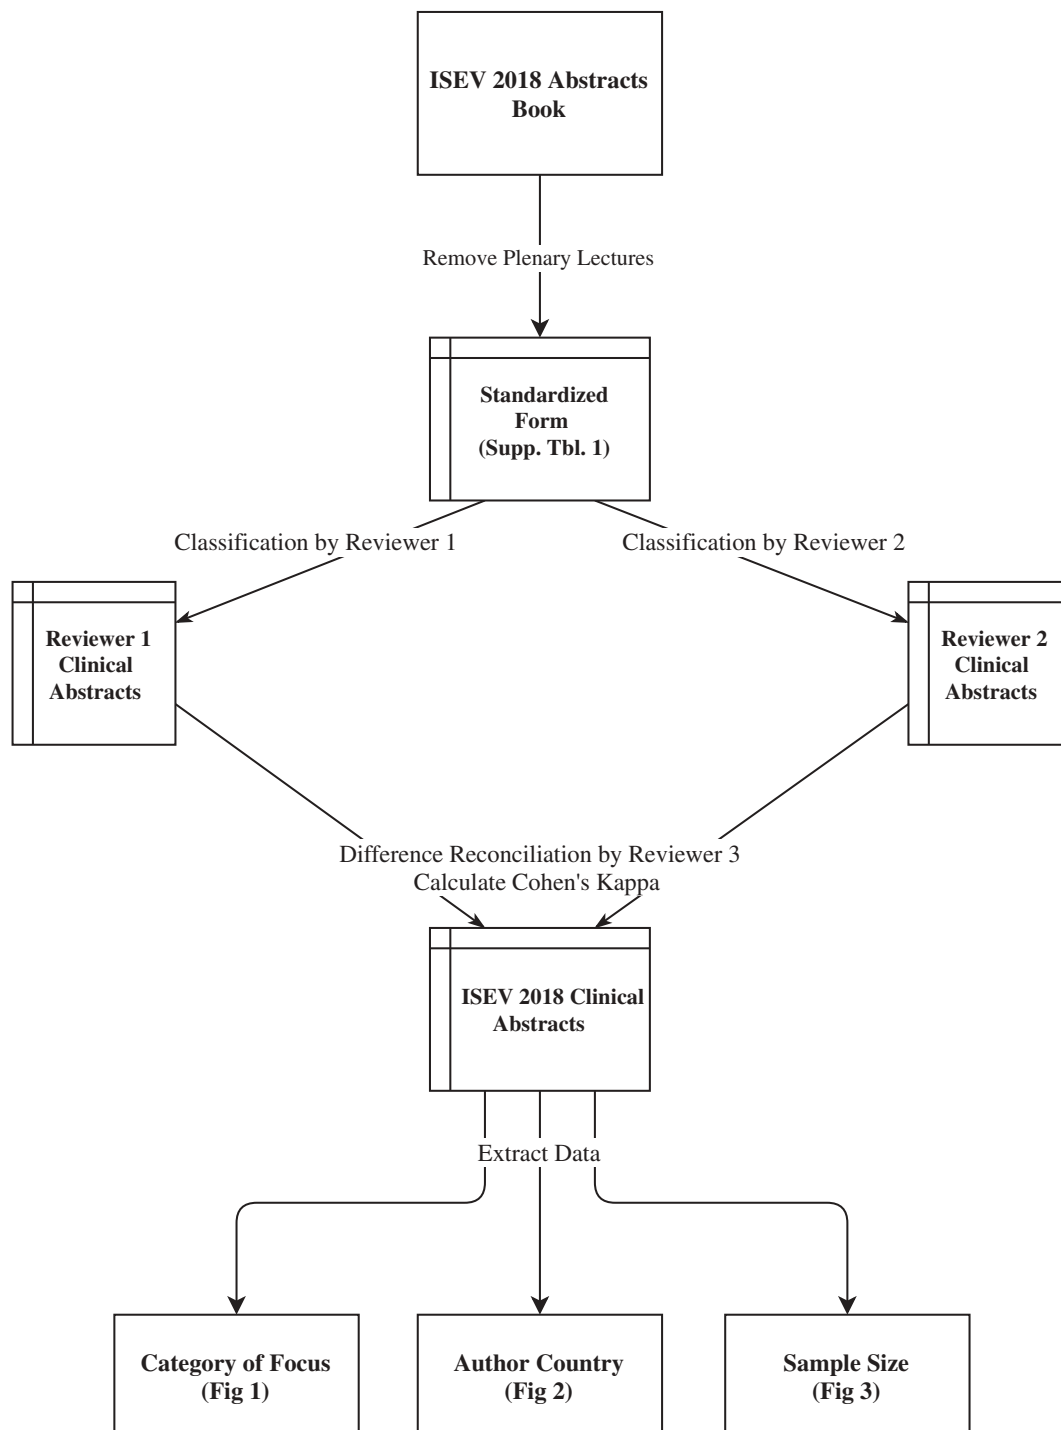 ISEV 2018 Abstracts
Book
Remove Plenary Lectures
Standardized
Form
(Supp. Tbl. 1)
Classification by Reviewer 1
Classification by Reviewer 2
Reviewer 1
Clinical
Abstracts
Reviewer 2
Clinical
Abstracts
Difference Reconciliation by Reviewer 3
Calculate Cohen's Kappa
ISEV 2018 Clinical
Abstracts
Extract Data
Category of Focus
(Fig 1)
Author Country
(Fig 2)
Sample Size
(Fig 3)